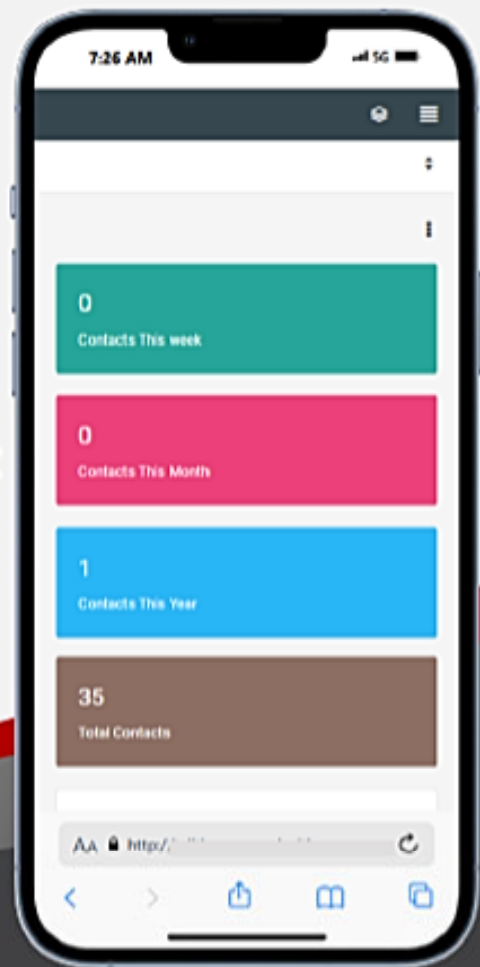 7:26 AM
5G
0
Contacts This week
0
Contacts This Month
1
Contacts This Year
35
Total Contacts
AA http:/